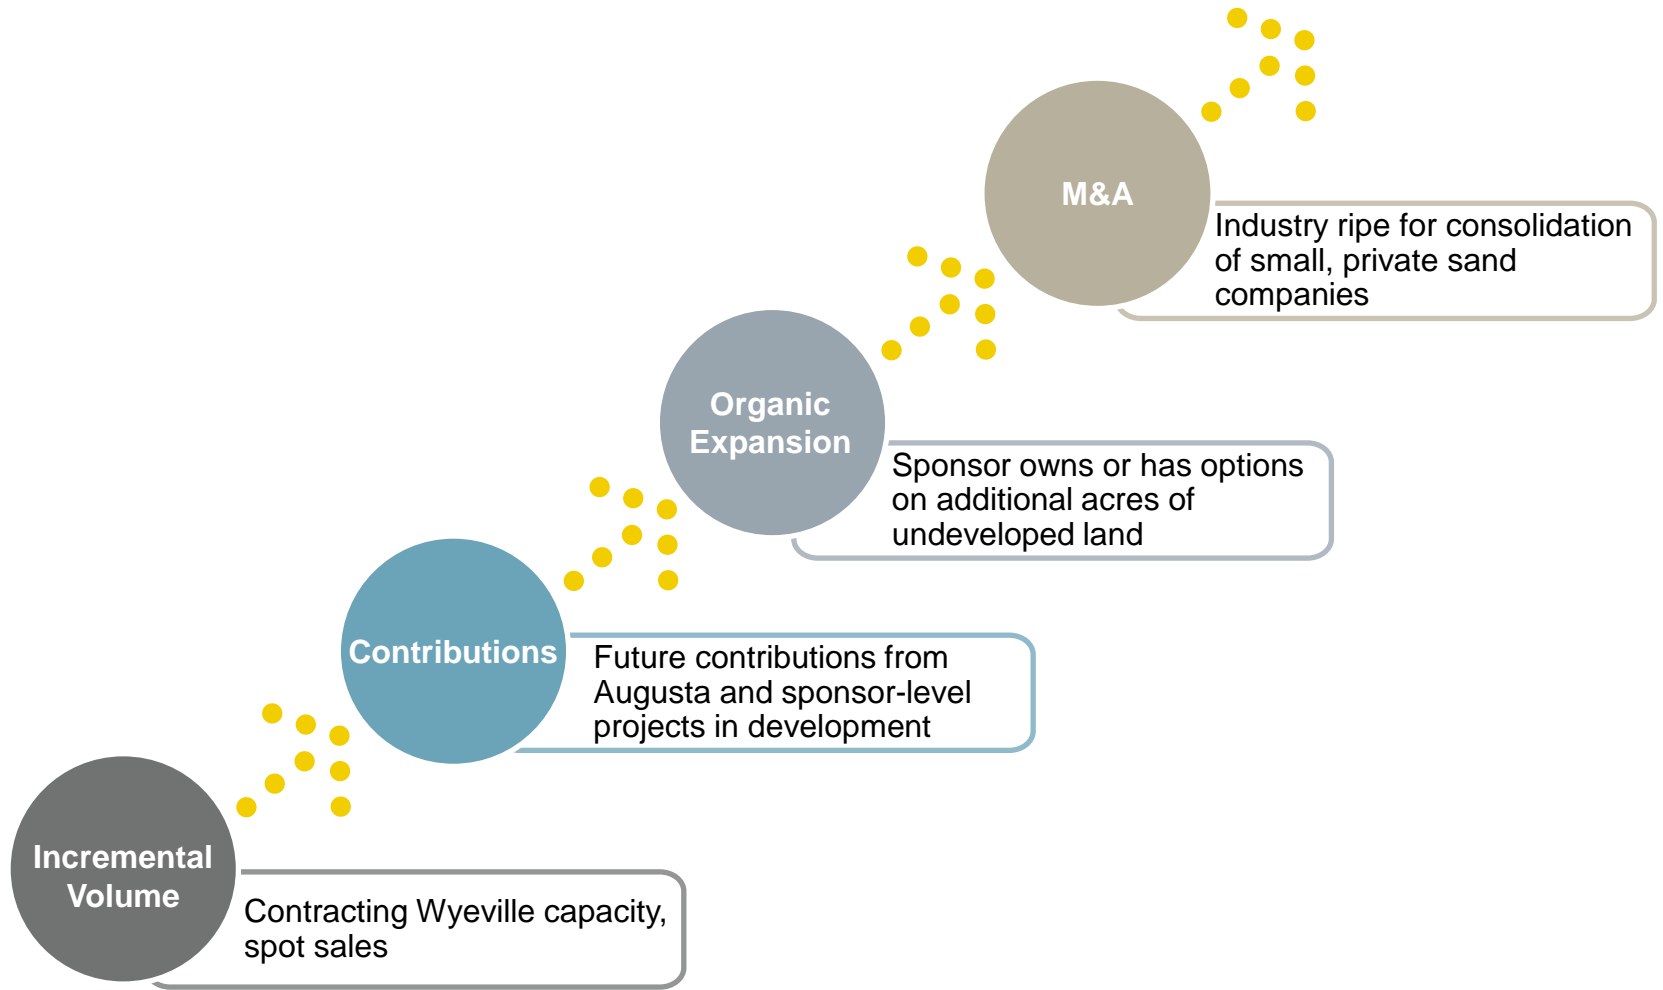 M&A
Industry ripe for consolidation
of small, private sand
companies
Organic
Expansion
Sponsor owns or has options
on additional acres of
undeveloped land
Contributions
Future contributions from
Augusta and sponsor-level
projects in development
Incremental
Volume
Contracting Wyeville capacity,
spot sales